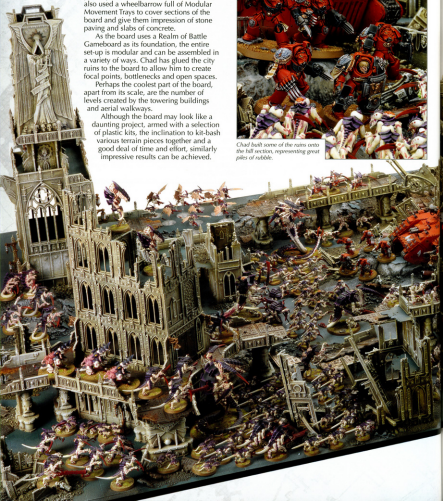 also used a wheelbarrow full of Modular
Movement Trays to cover sections of the
board and give them impression of stone
paving and slabs of concrete.
As the board uses a Realm of Battle
Gameboard as its foundation, the entire
set-up is modular and can be assembled in
a variety of ways. Chad has glued the city
ruins to the board to allow him to create
focal points, bottlenecks and open spaces.
Perhaps the coolest part of the board,
apart from its scale, are the number of
levels created by the towering buildings
and aerial walkways.
Although the board may look like a
daunting project, armed with a selection
of plastic kits, the inclination to kit-bash
various terrain pieces together and a
good deal of time and effort, similarly
impressive results can be achieved.
Chad built some of the ruins onto
the hill section, representing great
piles of rubble.